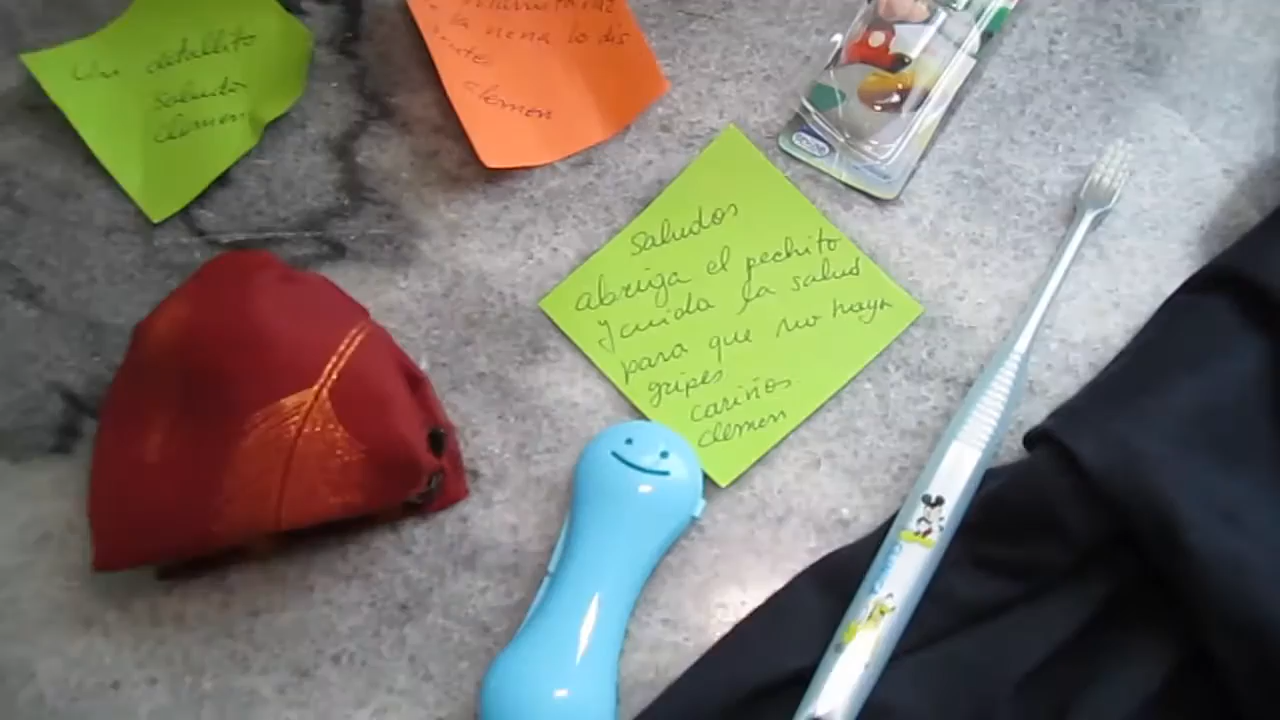 Un detallito
saludo
clemen
la nena lo dis
clemen
saludos
abriga el pechito
y cuida la salud
para que no haya
gripes
cariños
clemen